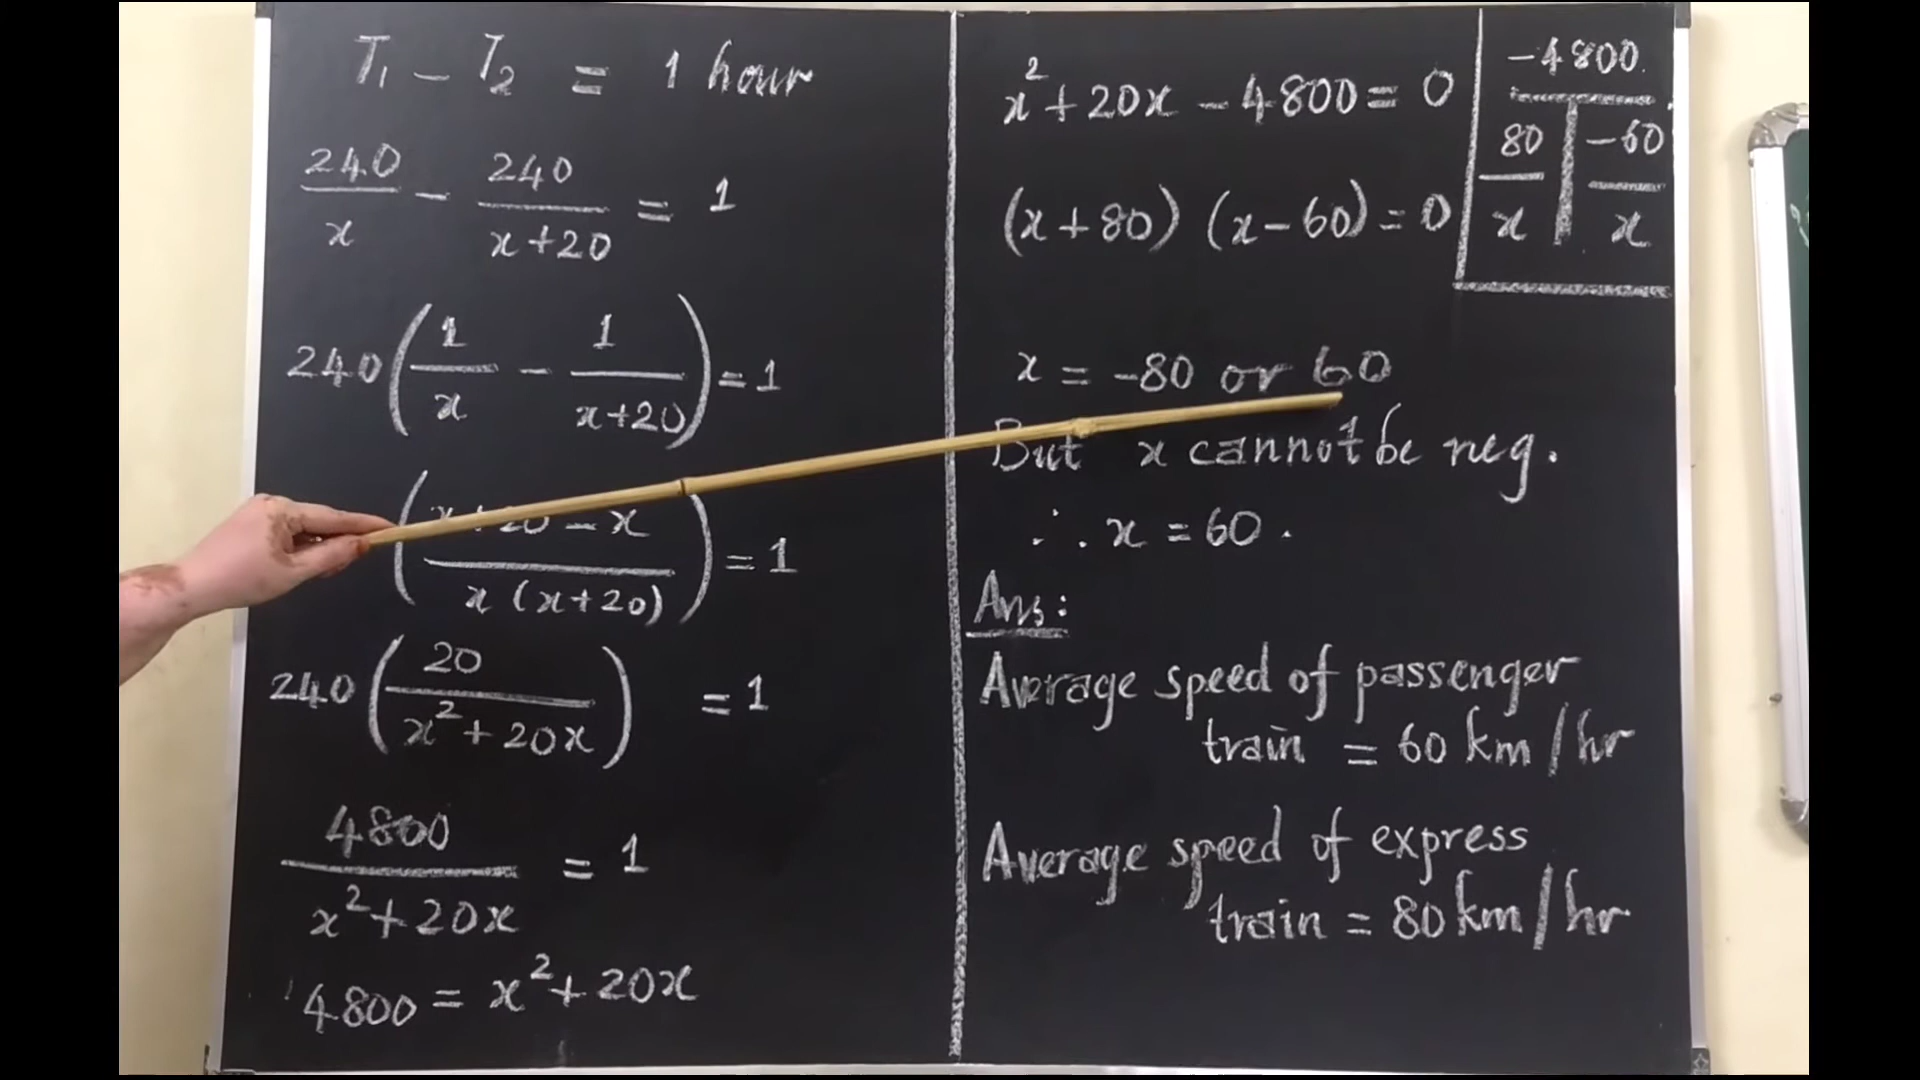 T₁ – T₂ = 1 hour
240/x – 240/(x+20) = 1
240(1/x – 1/(x+20)) = 1
((x+20–x)/(x(x+20))) = 1
240(20/(x²+20x)) = 1
4800/(x²+20x) = 1
4800 = x²+20x
x²+20x – 4800 = 0
(x+80) (x–60) = 0
–4800
80 –60
x x
x = -80 or 60
But x cannot be neg.
∴ x = 60.
Ans:
Average speed of passenger
train = 60 km/hr
Average speed of express
train = 80 km/hr